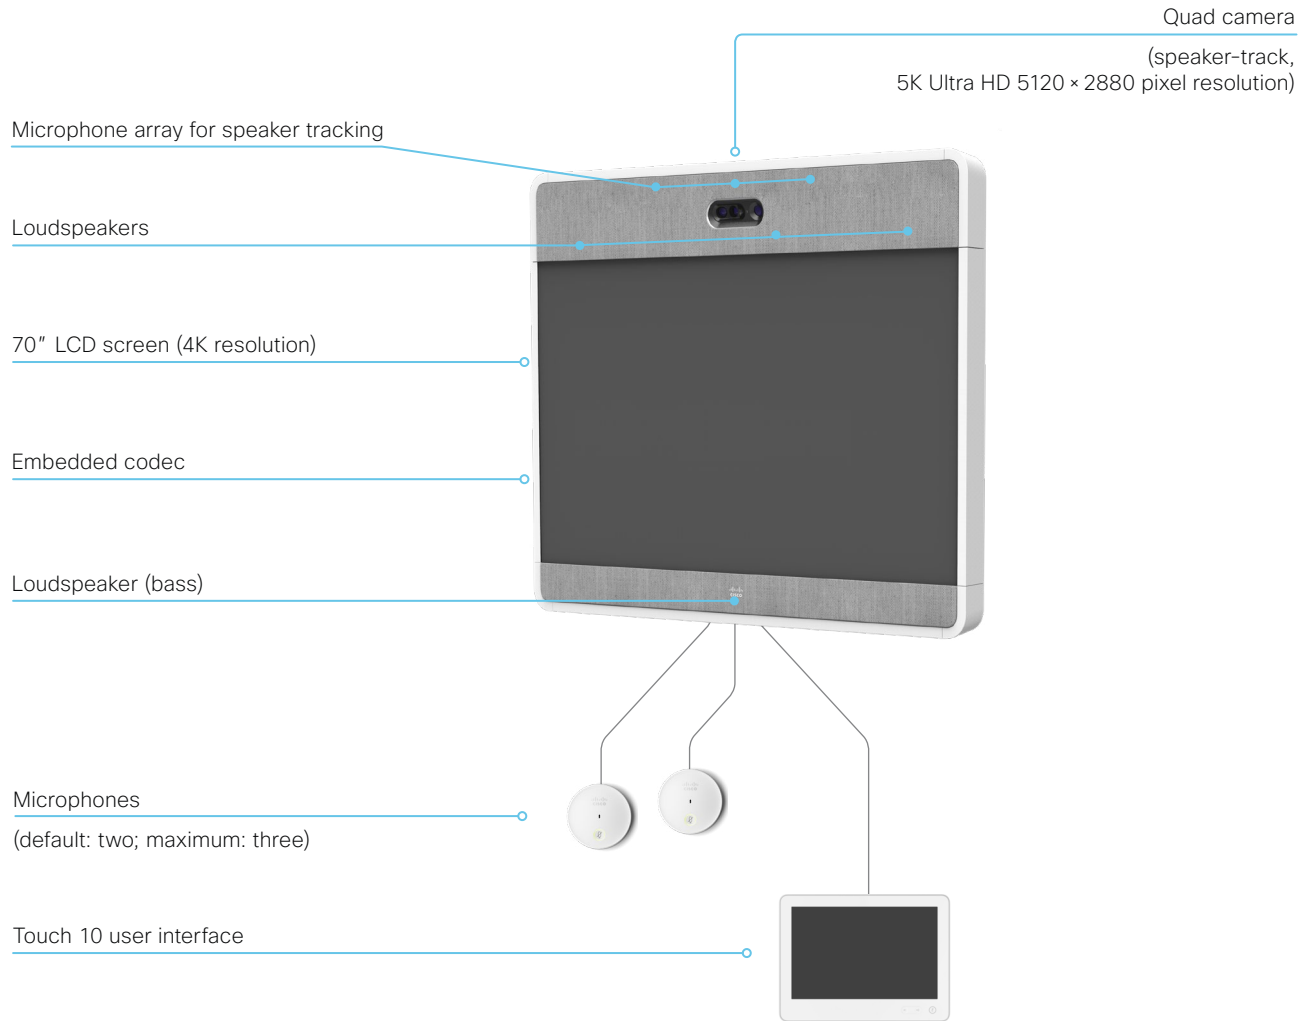 Quad camera
(speaker-track,
5K Ultra HD 5120 × 2880 pixel resolution)
Microphone array for speaker tracking
Loudspeakers
70" LCD screen (4K resolution)
Embedded codec
Loudspeaker (bass)
CISCO
Microphones
(default: two; maximum: three)
Touch 10 user interface